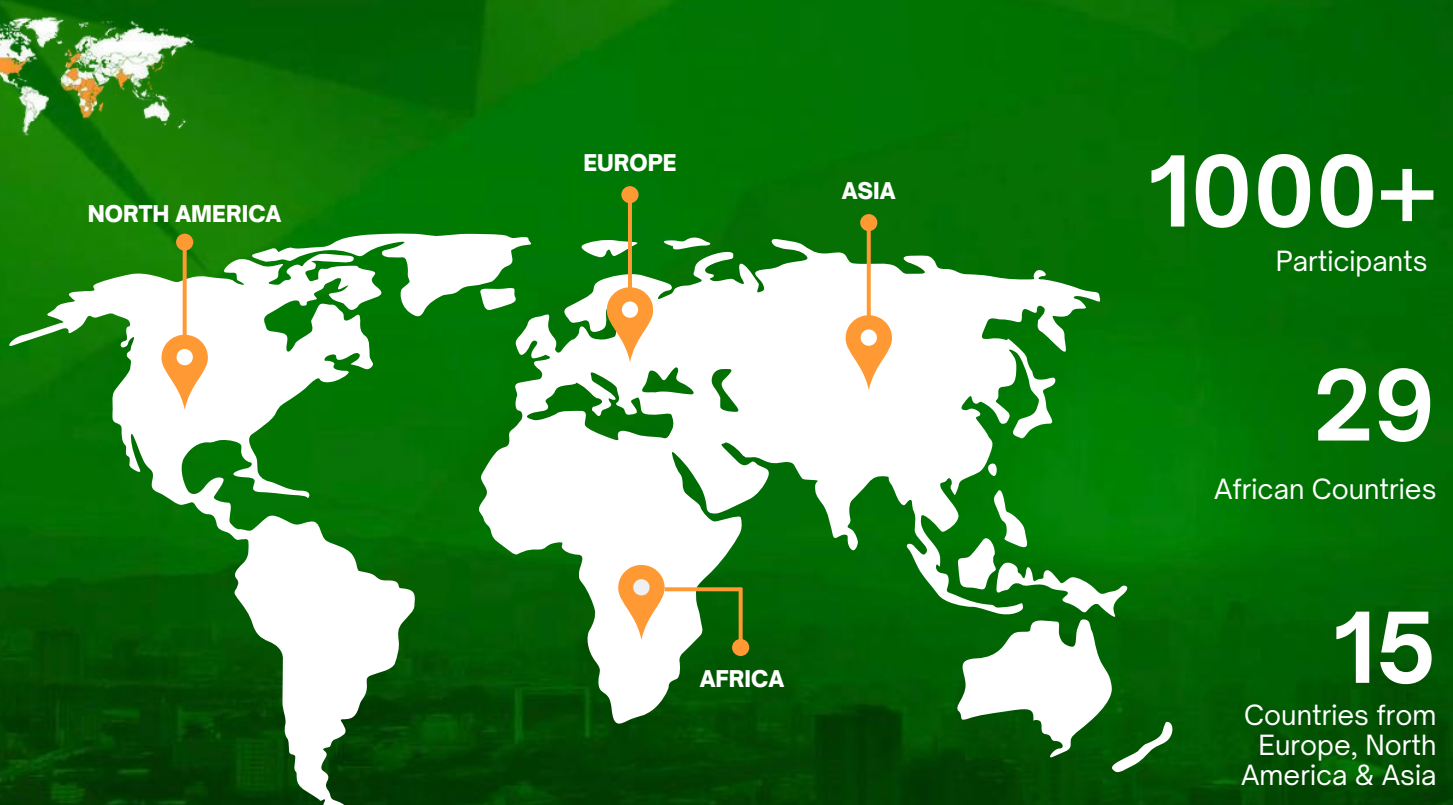 EUROPE
ASIA
NORTH AMERICA
AFRICA
1000+
Participants
29
African Countries
15
Countries from
Europe, North
America & Asia